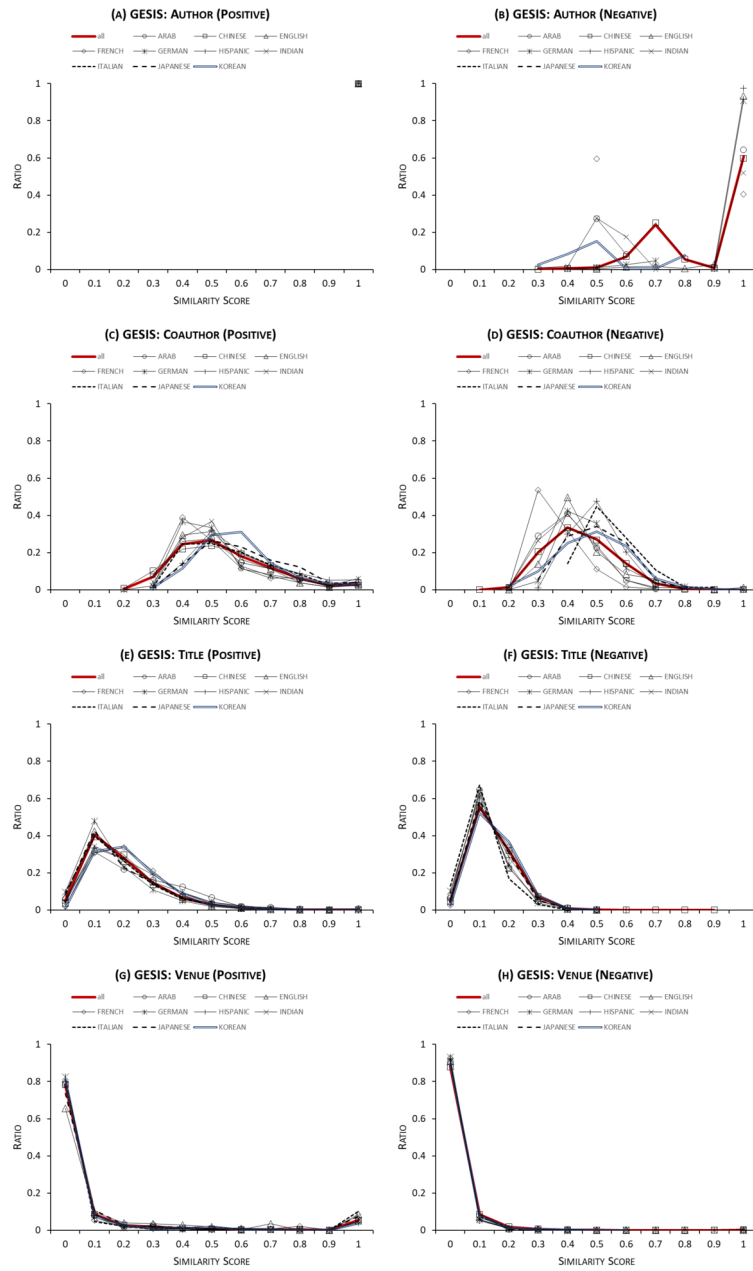 (A) GESIS: AUTHOR (POSITIVE)
all ARAB CHINESE ENGLISH
FRENCH GERMAN HISPANIC INDIAN
ITALIAN JAPANESE KOREAN
1
0.8
0.6
0.4
0.2
0
RATIO
0 0.1 0.2 0.3 0.4 0.5 0.6 0.7 0.8 0.9 1
SIMILARITY SCORE
(B) GESIS: AUTHOR (NEGATIVE)
all ARAB CHINESE ENGLISH
FRENCH GERMAN HISPANIC INDIAN
ITALIAN JAPANESE KOREAN
1
0.8
0.6
0.4
0.2
0
RATIO
0 0.1 0.2 0.3 0.4 0.5 0.6 0.7 0.8 0.9 1
SIMILARITY SCORE
(C) GESIS: COAUTHOR (POSITIVE)
all ARAB CHINESE ENGLISH
FRENCH GERMAN HISPANIC INDIAN
ITALIAN JAPANESE KOREAN
1
0.8
0.6
0.4
0.2
0
RATIO
0 0.1 0.2 0.3 0.4 0.5 0.6 0.7 0.8 0.9 1
SIMILARITY SCORE
(D) GESIS: COAUTHOR (NEGATIVE)
all ARAB CHINESE ENGLISH
FRENCH GERMAN HISPANIC INDIAN
ITALIAN JAPANESE KOREAN
1
0.8
0.6
0.4
0.2
0
RATIO
0 0.1 0.2 0.3 0.4 0.5 0.6 0.7 0.8 0.9 1
SIMILARITY SCORE
(E) GESIS: TITLE (POSITIVE)
all ARAB CHINESE ENGLISH
FRENCH GERMAN HISPANIC INDIAN
ITALIAN JAPANESE KOREAN
1
0.8
0.6
0.4
0.2
0
RATIO
0 0.1 0.2 0.3 0.4 0.5 0.6 0.7 0.8 0.9 1
SIMILARITY SCORE
(F) GESIS: TITLE (NEGATIVE)
all ARAB CHINESE ENGLISH
FRENCH GERMAN HISPANIC INDIAN
ITALIAN JAPANESE KOREAN
1
0.8
0.6
0.4
0.2
0
RATIO
0 0.1 0.2 0.3 0.4 0.5 0.6 0.7 0.8 0.9 1
SIMILARITY SCORE
(G) GESIS: VENUE (POSITIVE)
all ARAB CHINESE ENGLISH
FRENCH GERMAN HISPANIC INDIAN
ITALIAN JAPANESE KOREAN
1
0.8
0.6
0.4
0.2
0
RATIO
0 0.1 0.2 0.3 0.4 0.5 0.6 0.7 0.8 0.9 1
SIMILARITY SCORE
(H) GESIS: VENUE (NEGATIVE)
all ARAB CHINESE ENGLISH
FRENCH GERMAN HISPANIC INDIAN
ITALIAN JAPANESE KOREAN
1
0.8
0.6
0.4
0.2
0
RATIO
0 0.1 0.2 0.3 0.4 0.5 0.6 0.7 0.8 0.9 1
SIMILARITY SCORE